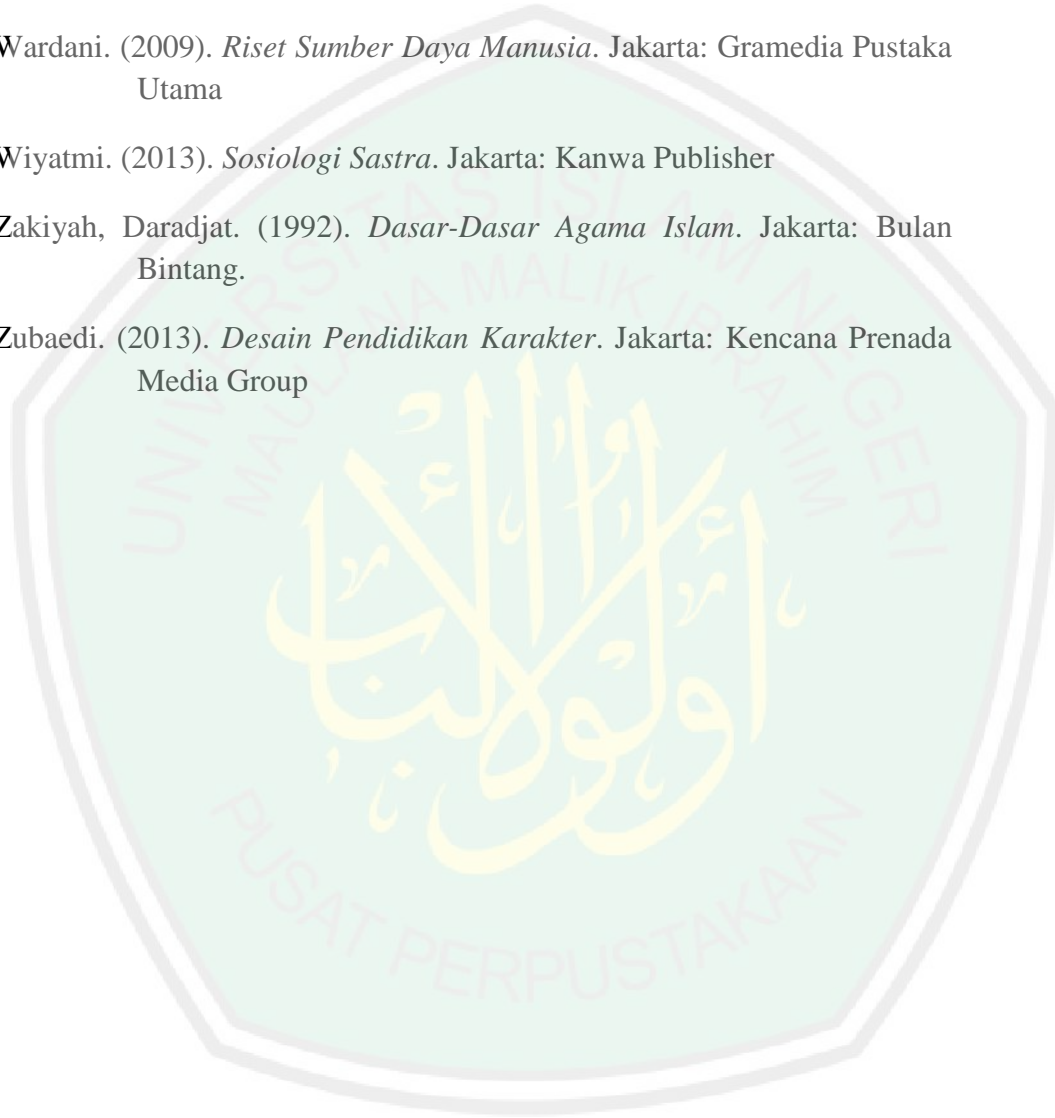 Wardani. (2009). Riset Sumber Daya Manusia. Jakarta: Gramedia Pustaka
Utama
Wiyatmi. (2013). Sosiologi Sastra. Jakarta: Kanwa Publisher
Zakiyah, Daradjat. (1992). Dasar-Dasar Agama Islam. Jakarta: Bulan
Bintang.
Zubaedi. (2013). Desain Pendidikan Karakter. Jakarta: Kencana Prenada
Media Group
UNIVERSITAS ISLAM NEGERI
MAULANA MALIK IBRAHIM
أولوا الألباب
PUSAT PERPUSTAKAAN